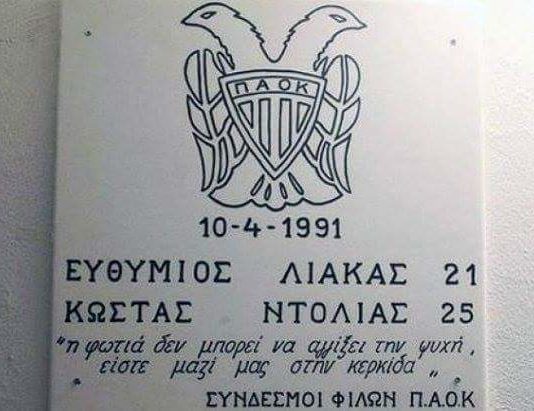 ΠΑΟΚ
10-4-1991
ΕΥΘΥΜΙΟΣ ΛΙΑΚΑΣ 21
ΚΩΣΤΑΣ ΝΤΟΛΙΑΣ 25
"η φωτιά δεν μπορεί να αγγίξει την ψυχή,
είστε μαζί μας στην κερκίδα"
ΣΥΝΔΕΣΜΟΙ ΦΙΛΩΝ Π.Α.Ο.Κ